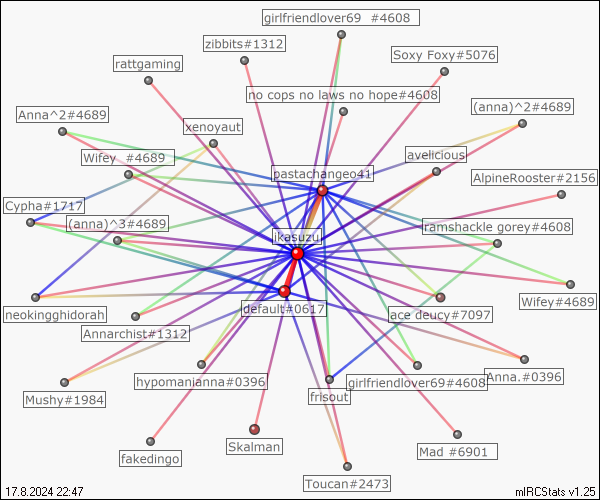 girlfriendlover69 #4608
zibbits#1312
Soxy Foxy#5076
rattgaming
no cops no laws no hope#4608
Anna^2#4689
(anna)^2#4689
xenoyaut
Wifey #4689
avelicious
pastachangeo41
AlpineRooster#2156
Cypha#1717
(anna)^3#4689
ramshackle gorey#4608
ikasuzu
Wifey#4689
neokingghidorah
default#0617
ace deucy#7097
Annarchist#1312
hypomanianna#0396
girlfriendlover69#4608
Anna.#0396
Mushy#1984
frisout
Skalman
Mad #6901
fakedingo
Toucan#2473
17.8.2024 22:47
mIRCStats v1.25